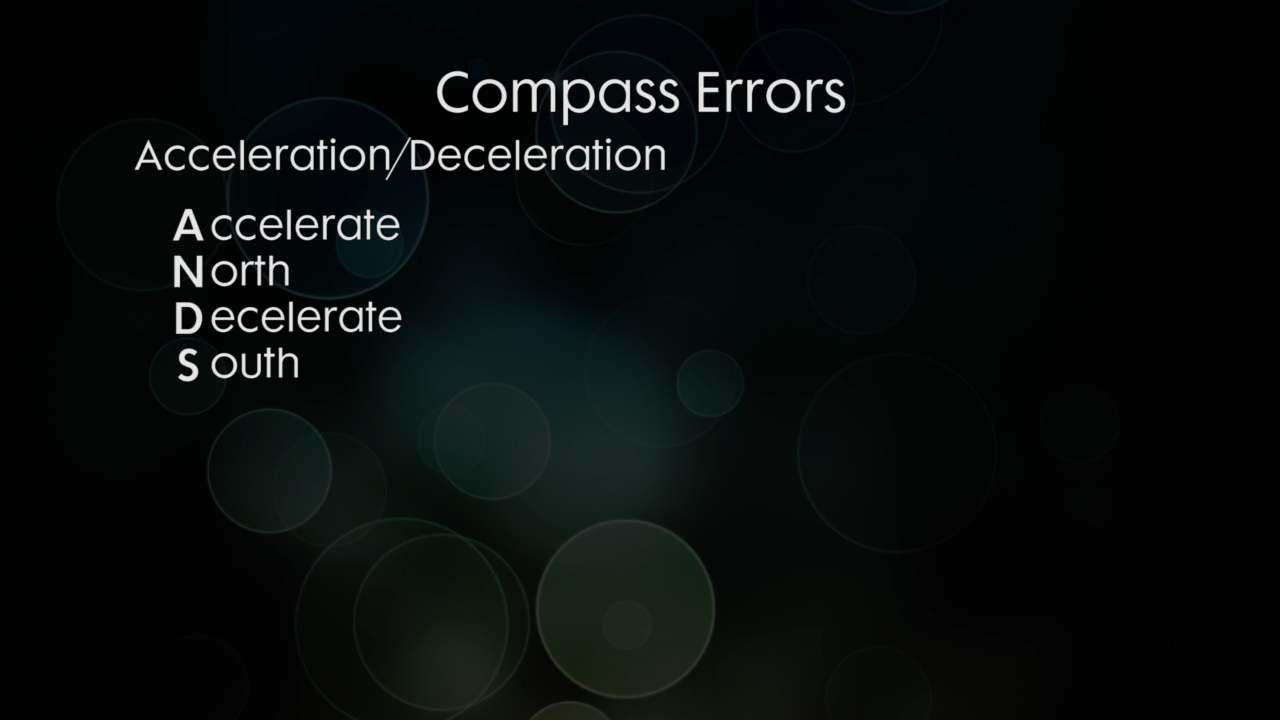 Compass Errors
Acceleration/Deceleration
Accelerate
North
Decelerate
South